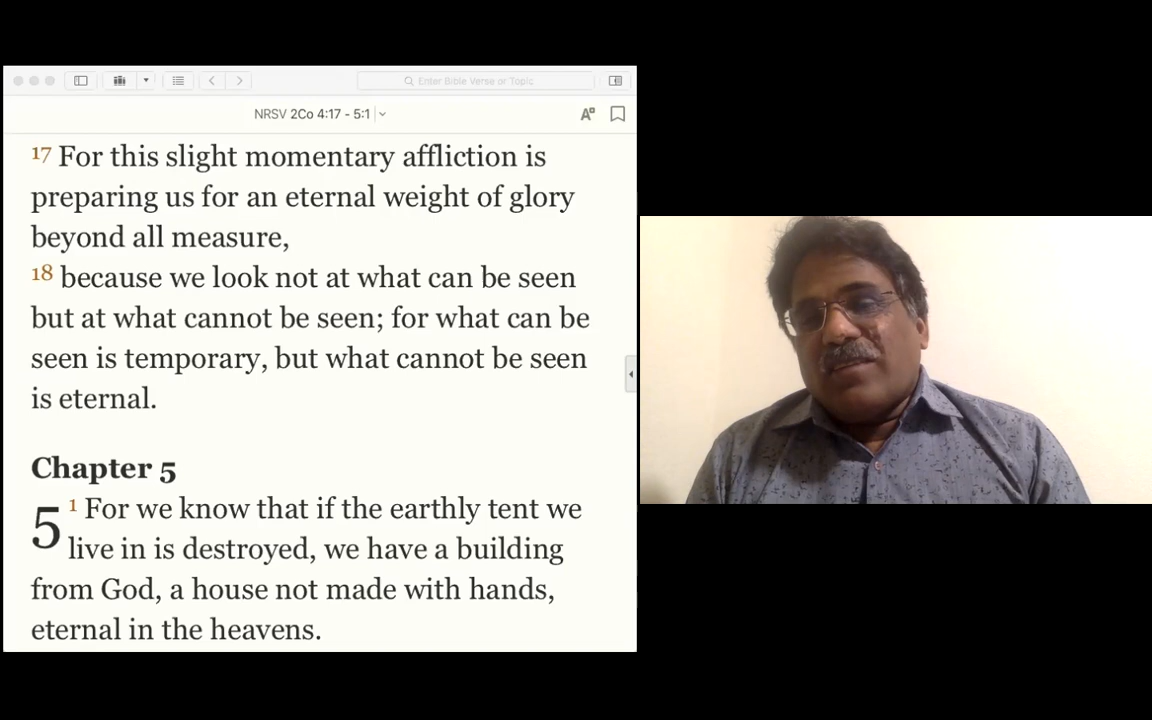 Enter Bible Verse or Topic
NRSV 2Co 4:17 - 5:1
17 For this slight momentary affliction is
preparing us for an eternal weight of glory
beyond all measure,
18 because we look not at what can be seen
but at what cannot be seen; for what can be
seen is temporary, but what cannot be seen
is eternal.
Chapter 5
5 1 For we know that if the earthly tent we
live in is destroyed, we have a building
from God, a house not made with hands,
eternal in the heavens.